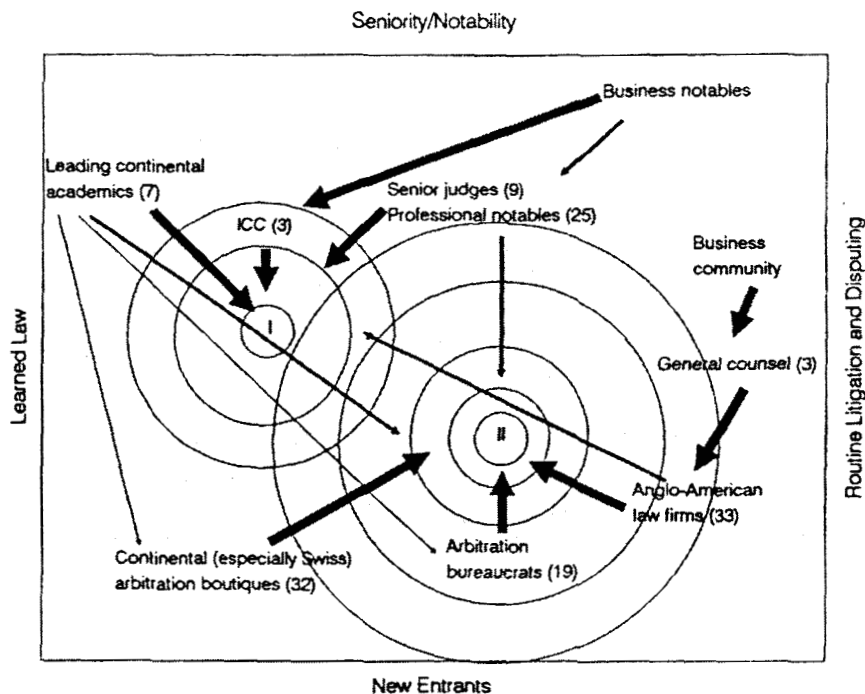 Seniority/Notability
Business notables
Leading continental
academics (7)
Senior judges (9)
Professional notables (25)
ICC (3)
Business
community
I
General counsel (3)
Learned Law
Routine Litigation and Disputing
II
Anglo-American
law firms (33)
Continental (especially Swiss)
arbitration boutiques (32)
Arbitration
bureaucrats (19)
New Entrants